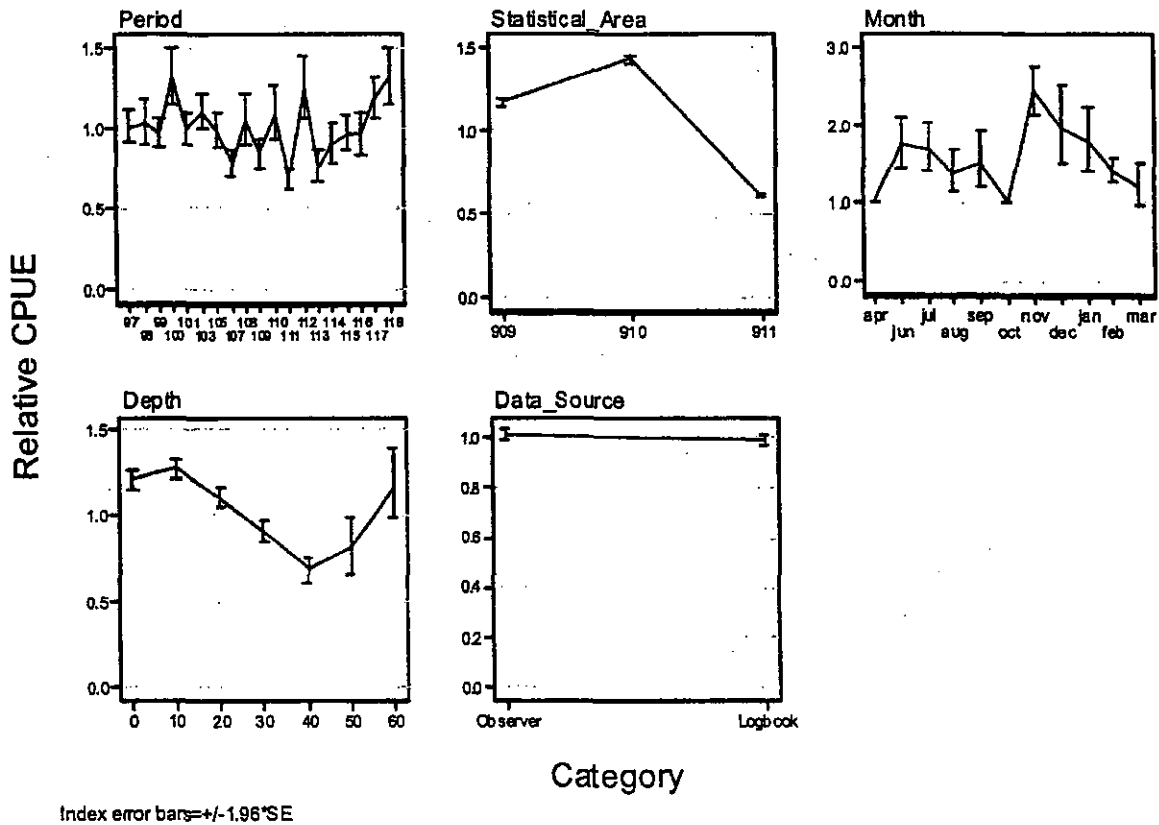 Relative CPUE
Period
1.5
1.0
0.5
0.0
97 98 99 100 101 103 105 107 108 109 110 111 112 113 114 115 116 117 118
Statistical_Area
1.5
1.0
0.5
0.0
909 910 911
Month
3.0
2.0
1.0
0.0
apr jun jul aug sep oct nov dec jan feb mar
Depth
1.5
1.0
0.5
0.0
0 10 20 30 40 50 60
Data_Source
1.0
0.8
0.6
0.4
0.2
0.0
Observer Logbook
Category
Index error bars=+/-1.96*SE